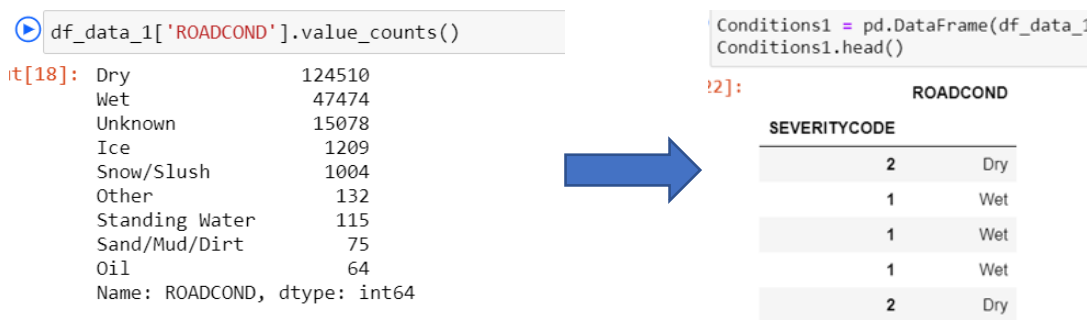 df_data_1['ROADCOND'].value_counts()
t[18]: Dry 124510
Wet 47474
Unknown 15078
Ice 1209
Snow/Slush 1004
Other 132
Standing Water 115
Sand/Mud/Dirt 75
Oil 64
Name: ROADCOND, dtype: int64
Conditions1 = pd.DataFrame(df_data_1
Conditions1.head()
22]:
ROADCOND
SEVERITYCODE
2 Dry
1 Wet
1 Wet
1 Wet
2 Dry